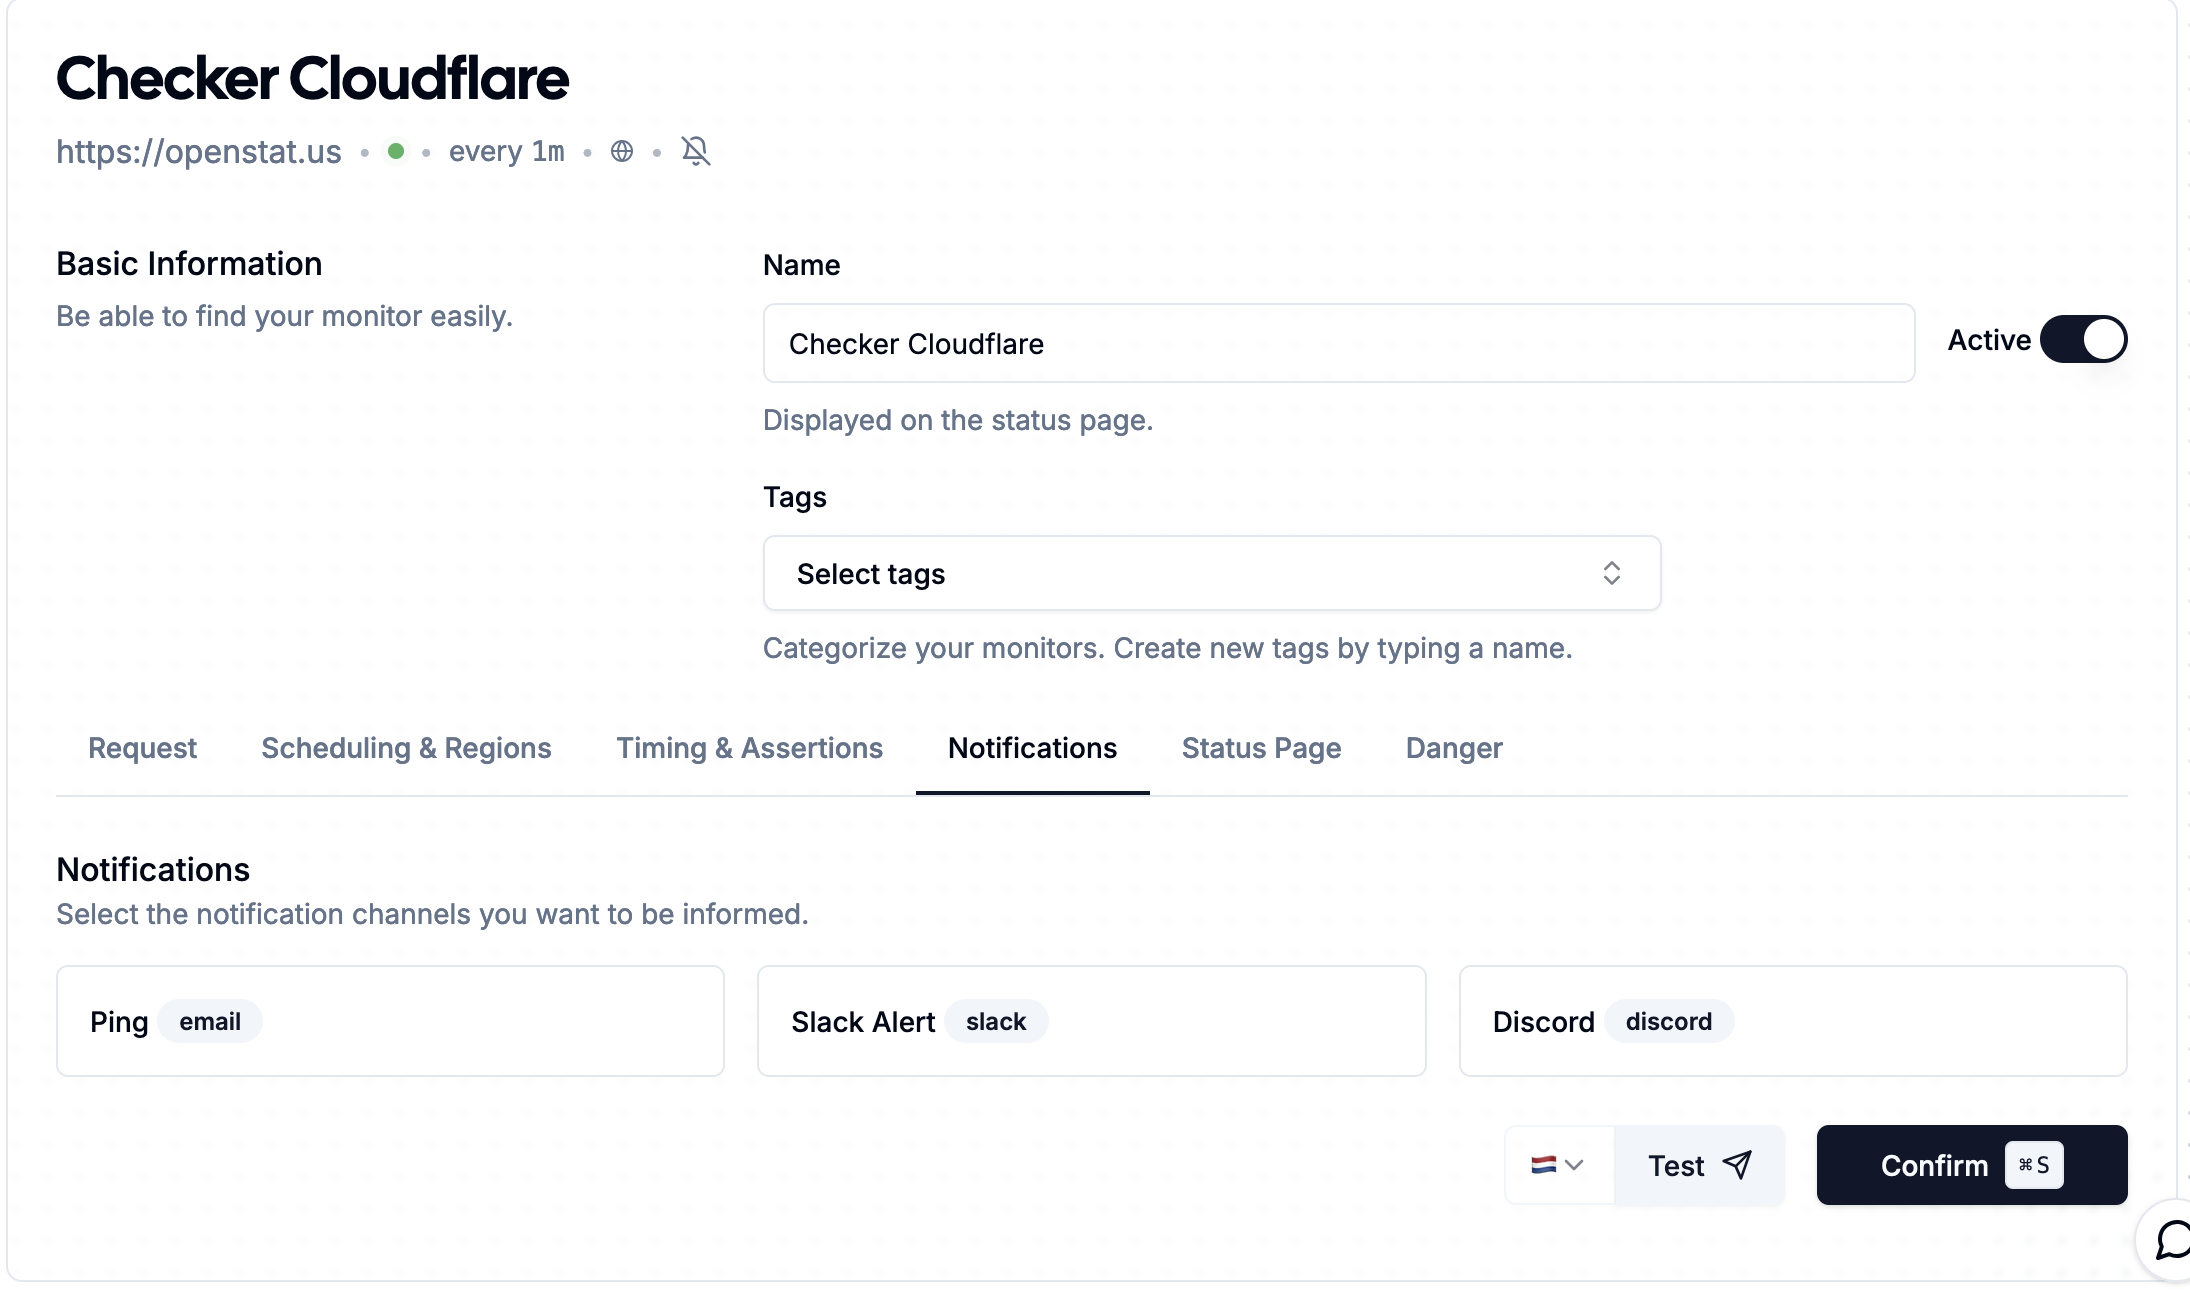 Checker Cloudflare
https://openstat.us • • every 1m • •
Basic Information
Be able to find your monitor easily.
Name
Checker Cloudflare
Active
Displayed on the status page.
Tags
Select tags
Categorize your monitors. Create new tags by typing a name.
Request Scheduling & Regions Timing & Assertions Notifications Status Page Danger
Notifications
Select the notification channels you want to be informed.
Ping email Slack Alert slack Discord discord
Test Confirm ⌘S